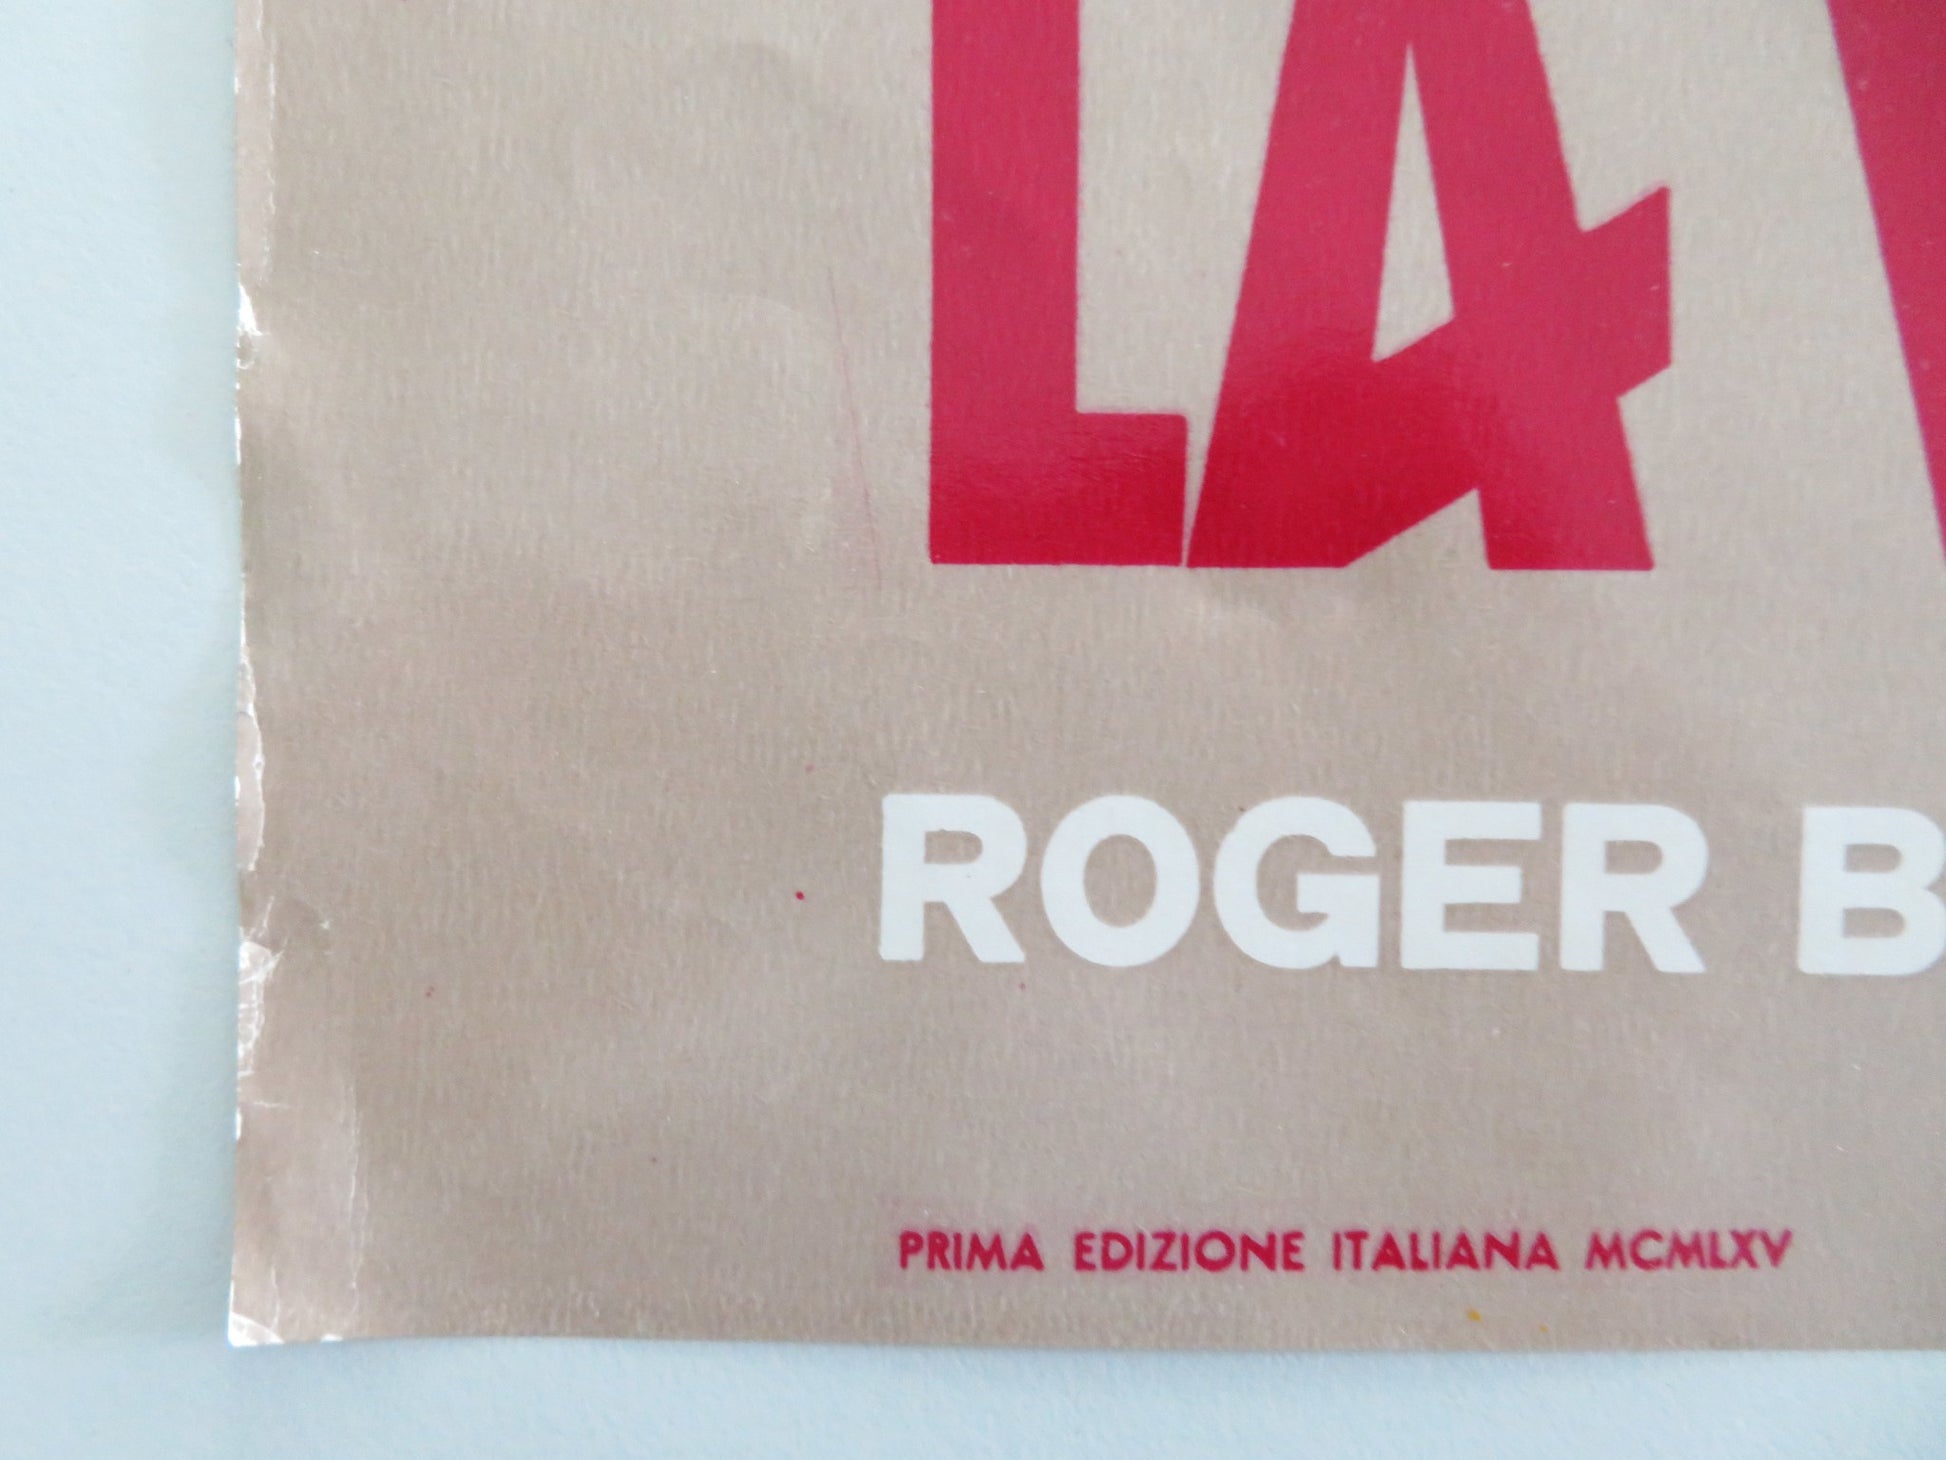 LA
ROGER B
PRIMA EDIZIONE ITALIANA MCMLXV